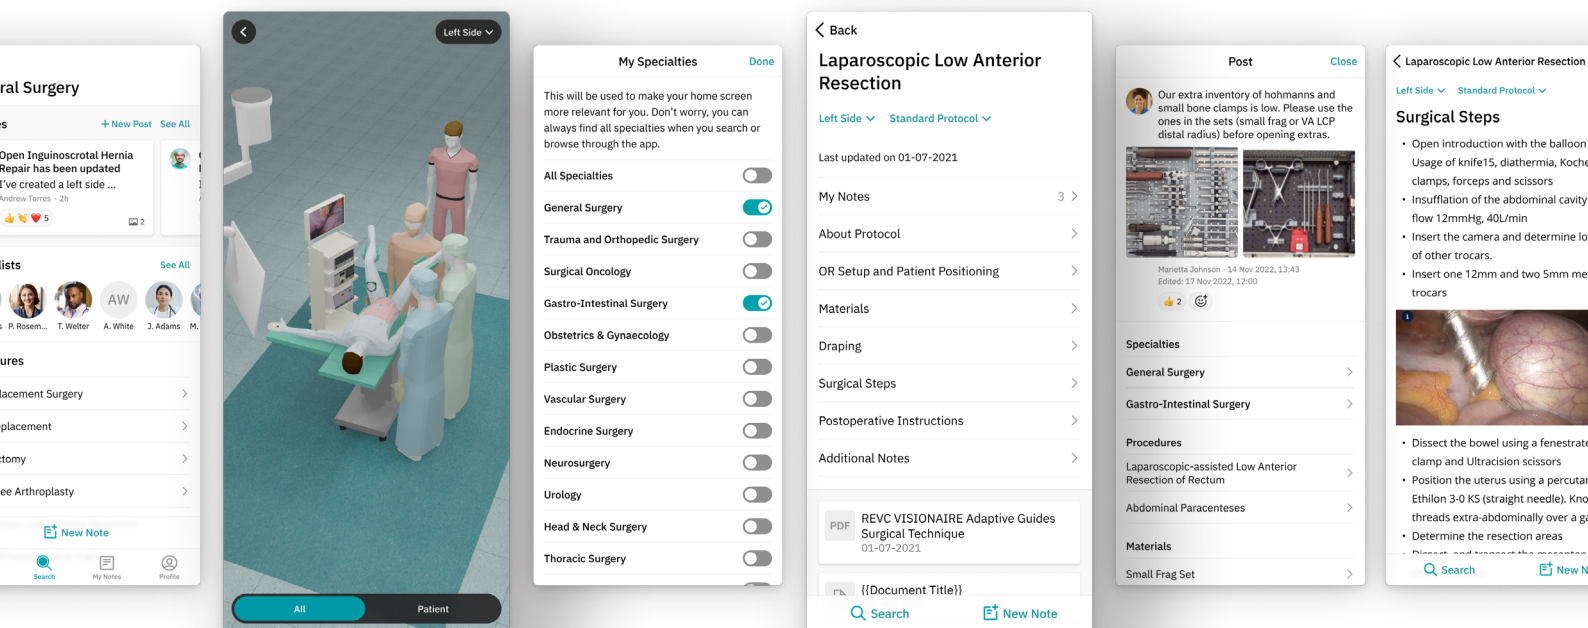 ral Surgery
es
+ New Post
See All
Open Inguinoscrotal Hernia
Repair has been updated
I've created a left side ...
Andrew Torres · 2h
5
2
lists
See All
P. Rosem...
T. Welter
AW
A. White
J. Adams
M.
ures
lacement Surgery
placement
ctomy
ee Arthroplasty
New Note
Search
My Notes
Profile
Left Side
All
Patient
My Specialties
Done
This will be used to make your home screen
more relevant for you. Don't worry, you can
always find all specialties when you search or
browse through the app.
All Specialties
General Surgery
Trauma and Orthopedic Surgery
Surgical Oncology
Gastro-Intestinal Surgery
Obstetrics & Gynaecology
Plastic Surgery
Vascular Surgery
Endocrine Surgery
Neurosurgery
Urology
Head & Neck Surgery
Thoracic Surgery
Back
Laparoscopic Low Anterior
Resection
Left Side
Standard Protocol
Last updated on 01-07-2021
My Notes
3
About Protocol
OR Setup and Patient Positioning
Materials
Draping
Surgical Steps
Postoperative Instructions
Additional Notes
PDF
REVC VISIONAIRE Adaptive Guides
Surgical Technique
01-07-2021
{{Document Title}}
Search
New Note
Post
Close
Our extra inventory of hohmanns and
small bone clamps is low. Please use the
ones in the sets (small frag or VA LCP
distal radius) before opening extras.
Marietta Johnson · 14 Nov 2022, 13:43
Edited: 17 Nov 2022, 12:00
2
Specialties
General Surgery
Gastro-Intestinal Surgery
Procedures
Laparoscopic-assisted Low Anterior
Resection of Rectum
Abdominal Paracenteses
Materials
Small Frag Set
Laparoscopic Low Anterior Resection
Left Side
Standard Protocol
Surgical Steps
• Open introduction with the balloon
Usage of knife15, diathermia, Koche
clamps, forceps and scissors
• Insufflation of the abdominal cavity
flow 12mmHg, 40L/min
• Insert the camera and determine lo
of other trocars.
• Insert one 12mm and two 5mm me
trocars
1
• Dissect the bowel using a fenestrate
clamp and Ultracision scissors
• Position the uterus using a percutan
Ethilon 3-0 KS (straight needle). Kno
threads extra-abdominally over a ga
• Determine the resection areas
Search
New N